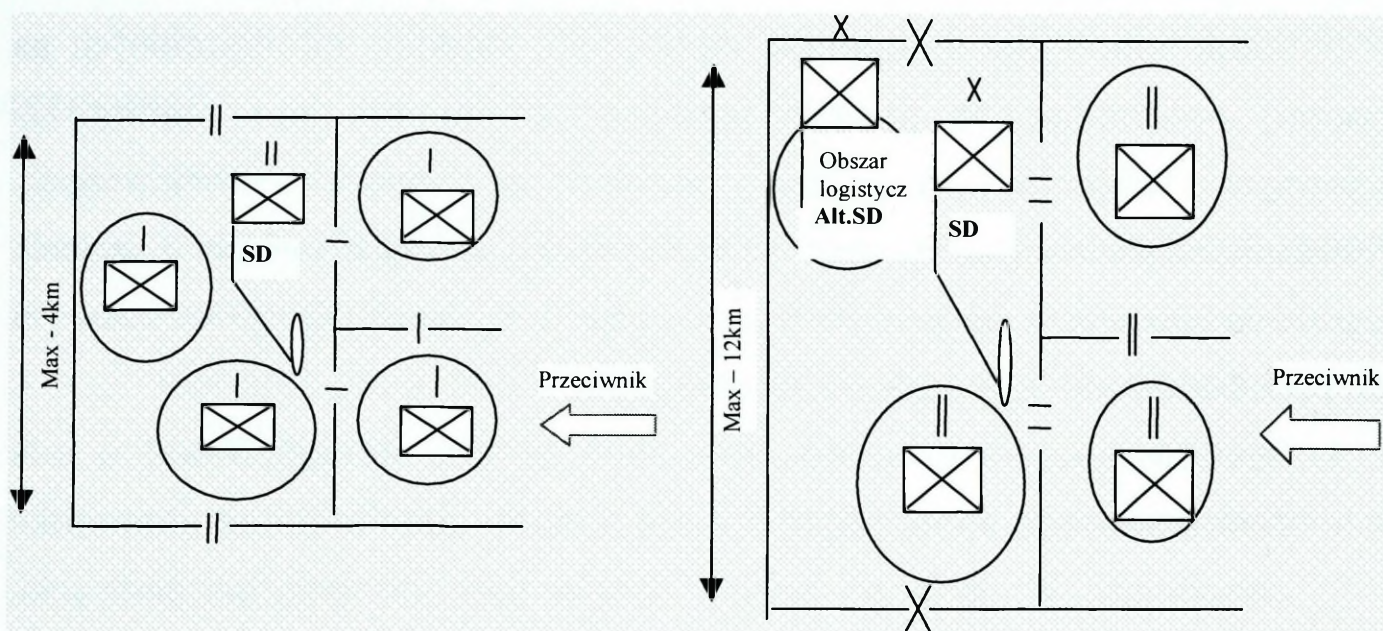 Max - 4km
SD
Przeciwnik
Max – 12km
Obszar
logistycz
Alt.SD
SD
Przeciwnik